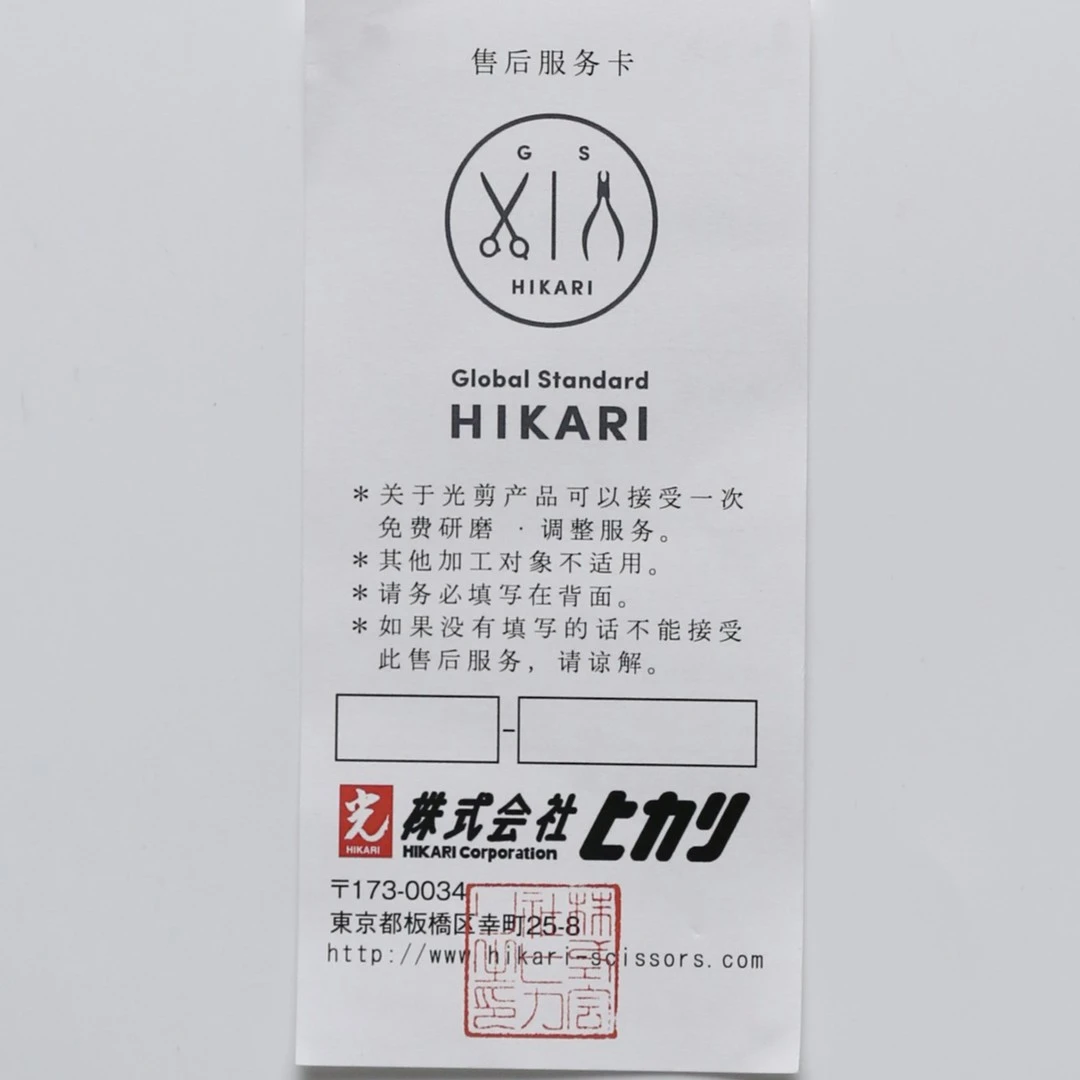 售后服务卡
G S
HIKARI
Global Standard
HIKARI
＊关于光剪产品可以接受一次
免费研磨 · 调整服务。
＊其他加工对象不适用。
＊请务必填写在背面。
＊如果没有填写的话不能接受
此售后服务，请谅解。
-
光 株式会社 ヒカリ
HIKARI HIKARI Corporation
〒173-0034
東京都板橋区幸町25-8
http://www.hikari-scissors.com